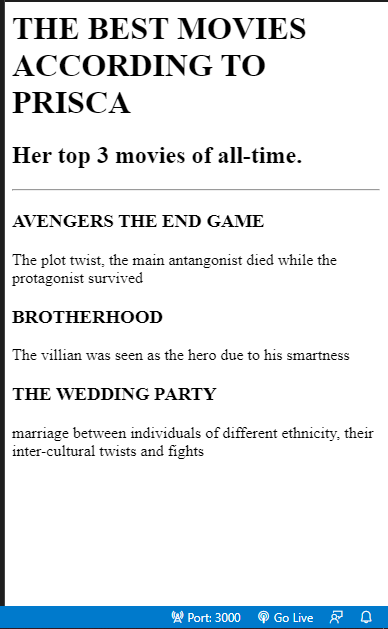 THE BEST MOVIES
ACCORDING TO
PRISCA
Her top 3 movies of all-time.
AVENGERS THE END GAME
The plot twist, the main antangonist died while the
protagonist survived
BROTHERHOOD
The villian was seen as the hero due to his smartness
THE WEDDING PARTY
marriage between individuals of different ethnicity, their
inter-cultural twists and fights
Port: 3000 Go Live